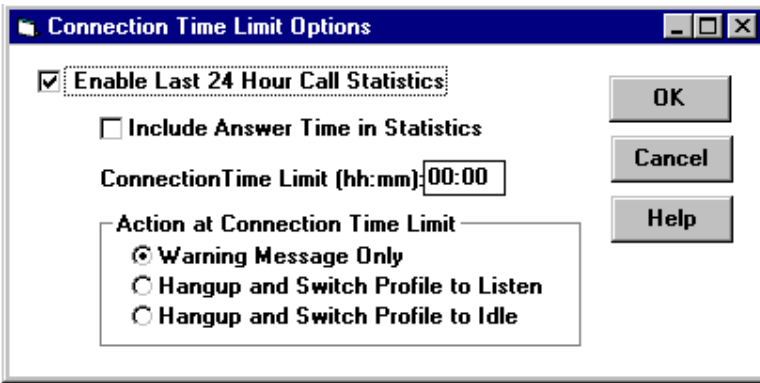 Connection Time Limit Options
Enable Last 24 Hour Call Statistics
OK
Include Answer Time in Statistics
Cancel
ConnectionTime Limit (hh:mm):00:00
Help
Action at Connection Time Limit
Warning Message Only
Hangup and Switch Profile to Listen
Hangup and Switch Profile to Idle